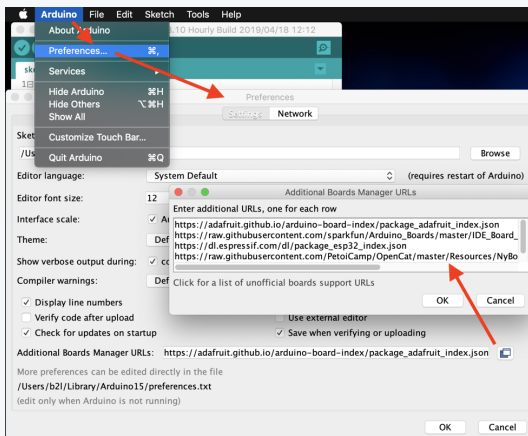 Arduino File Edit Sketch Tools Help
About Arduino
.10 Hourly Build 2019/04/18 12:12
Preferences... ⌘,
Services
Hide Arduino ⌘H
Hide Others ⌥⌘H
Show All
Customize Touch Bar...
Quit Arduino ⌘Q
Preferences
Settings Network
Browse
Editor language: System Default (requires restart of Arduino)
Additional Boards Manager URLs
Editor font size: 12
Enter additional URLs, one for each row
https://adafruit.github.io/arduino-board-index/package_adafruit_index.json
https://raw.githubusercontent.com/sparkfun/Arduino_Boards/master/IDE_Board_
https://dl.espressif.com/dl/package_esp32_index.json
https://raw.githubusercontent.com/PetoiCamp/OpenCat/master/Resources/NyBo
Interface scale:
Theme:
Show verbose output during:
Compiler warnings:
Click for a list of unofficial boards support URLs
OK Cancel
Display line numbers
Verify code after upload Use external editor
Check for updates on startup Save when verifying or uploading
Additional Boards Manager URLs: https://adafruit.github.io/arduino-board-index/package_adafruit_index.json
More preferences can be edited directly in the file
/Users/b2l/Library/Arduino15/preferences.txt
(edit only when Arduino is not running)
OK Cancel